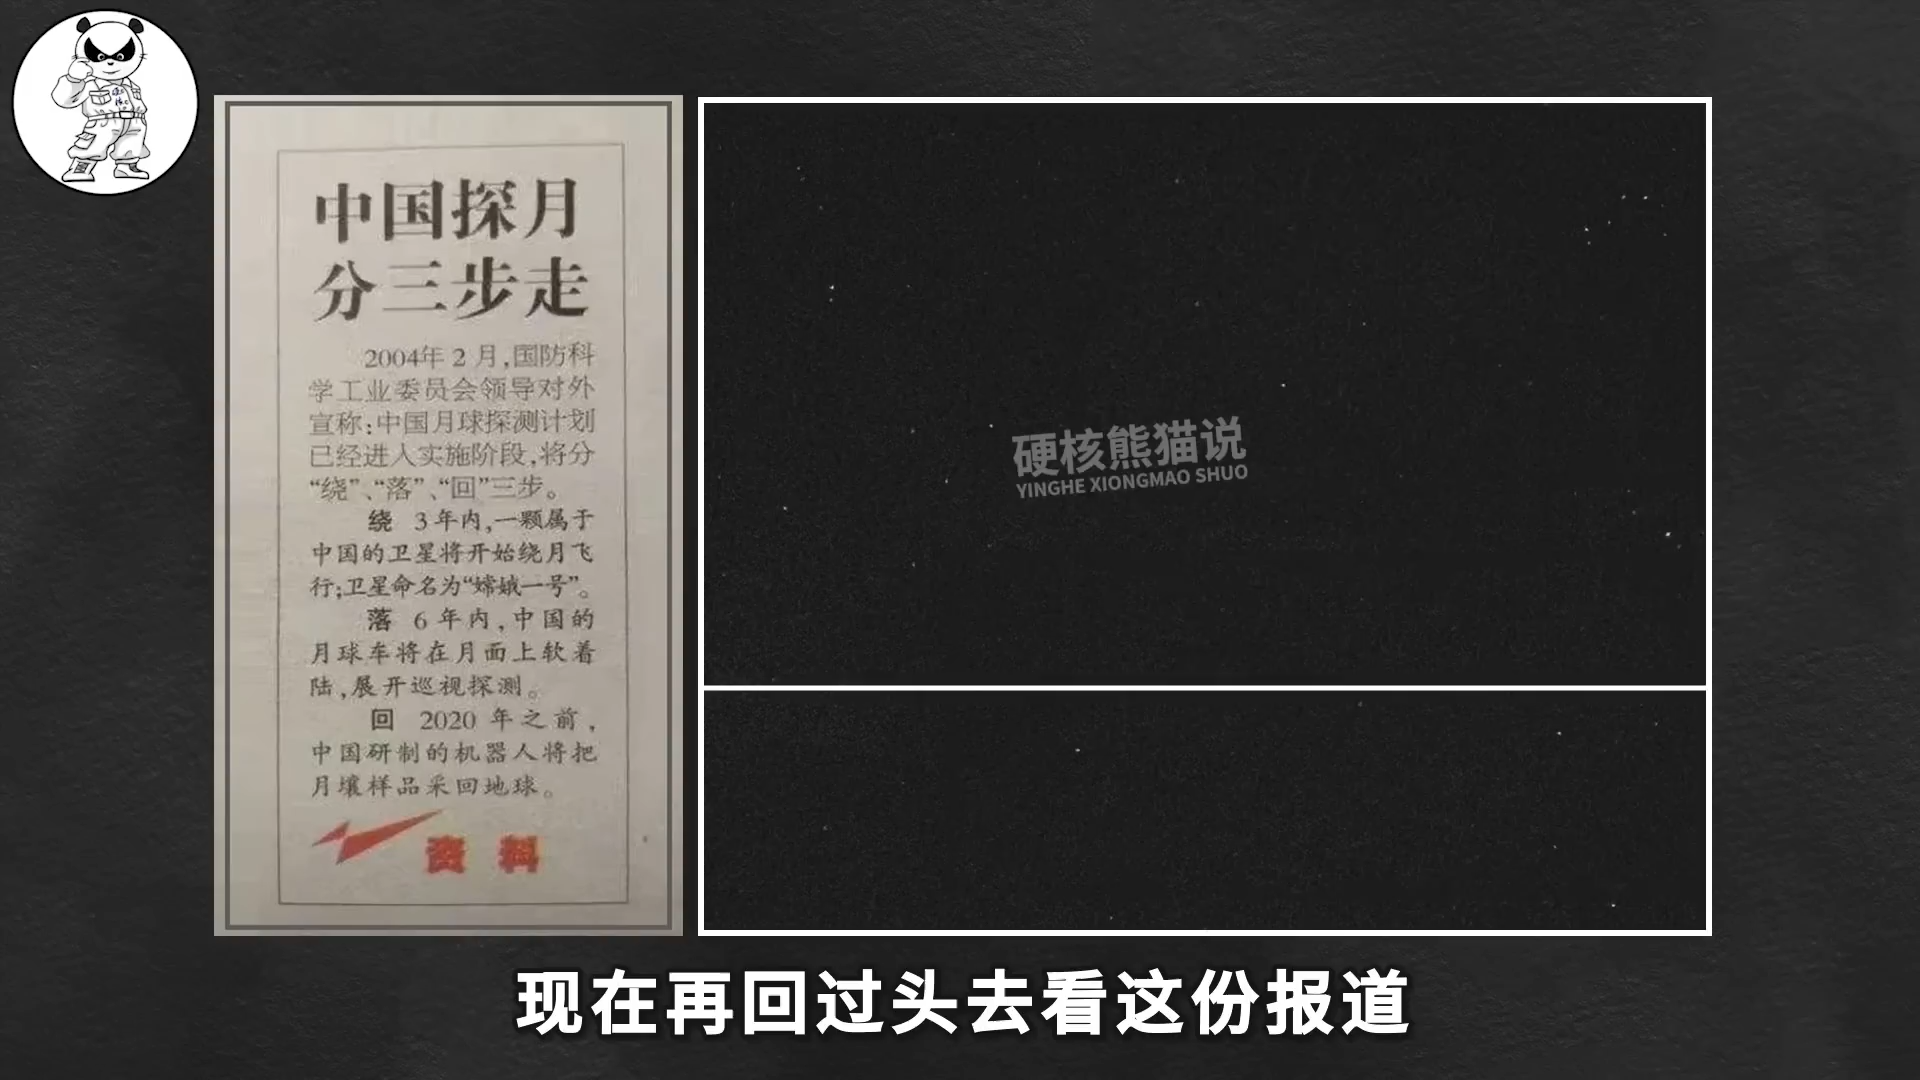 中国探月
分三步走
2004年2月,国防科
学工业委员会领导对外
宣称:中国月球探测计划
已经进入实施阶段,将分
“绕”、“落”、“回”三步。
绕 3年内,一颗属于
中国的卫星将开始绕月飞
行;卫星命名为“嫦娥一号”。
落 6年内,中国的
月球车将在月面上软着
陆,展开巡视探测。
回 2020年之前,
中国研制的机器人将把
月壤样品采回地球。
资料
硬核熊猫说
YINGHE XIONGMAO SHUO
现在再回过头去看这份报道